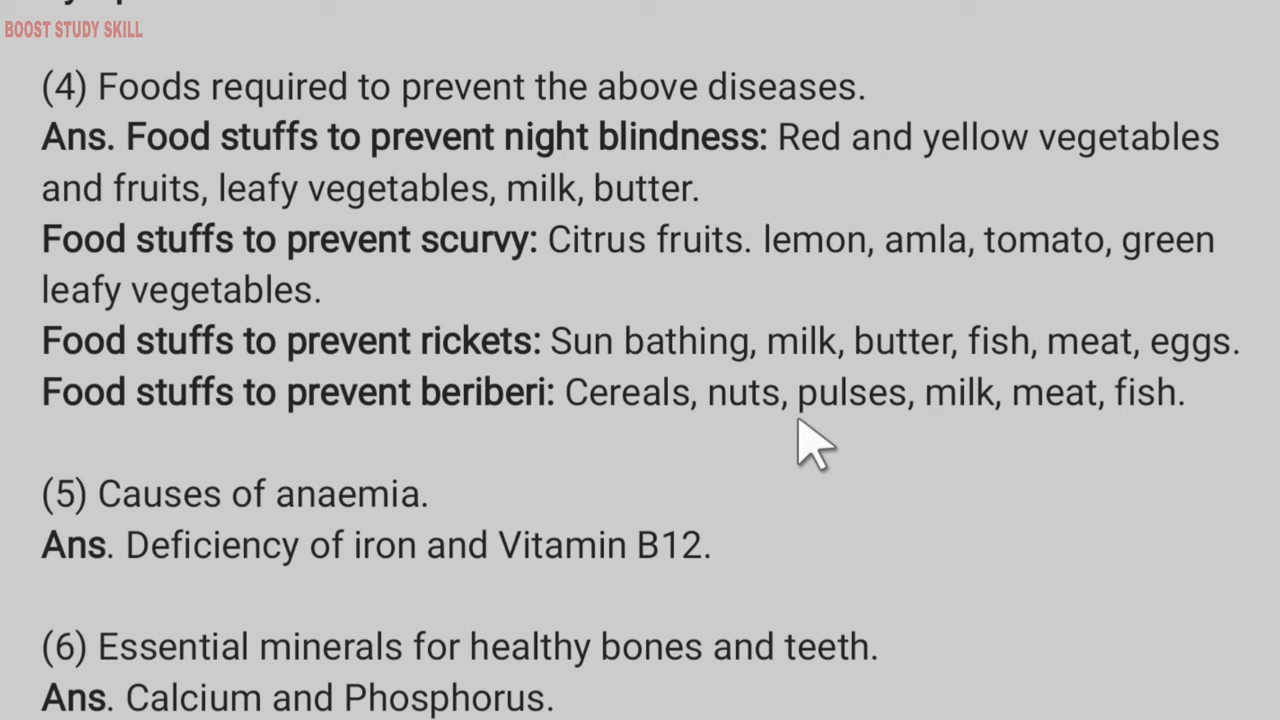 BOOST STUDY SKILL
(4) Foods required to prevent the above diseases.
Ans. Food stuffs to prevent night blindness: Red and yellow vegetables
and fruits, leafy vegetables, milk, butter.
Food stuffs to prevent scurvy: Citrus fruits. lemon, amla, tomato, green
leafy vegetables.
Food stuffs to prevent rickets: Sun bathing, milk, butter, fish, meat, eggs.
Food stuffs to prevent beriberi: Cereals, nuts, pulses, milk, meat, fish.
(5) Causes of anaemia.
Ans. Deficiency of iron and Vitamin B12.
(6) Essential minerals for healthy bones and teeth.
Ans. Calcium and Phosphorus.